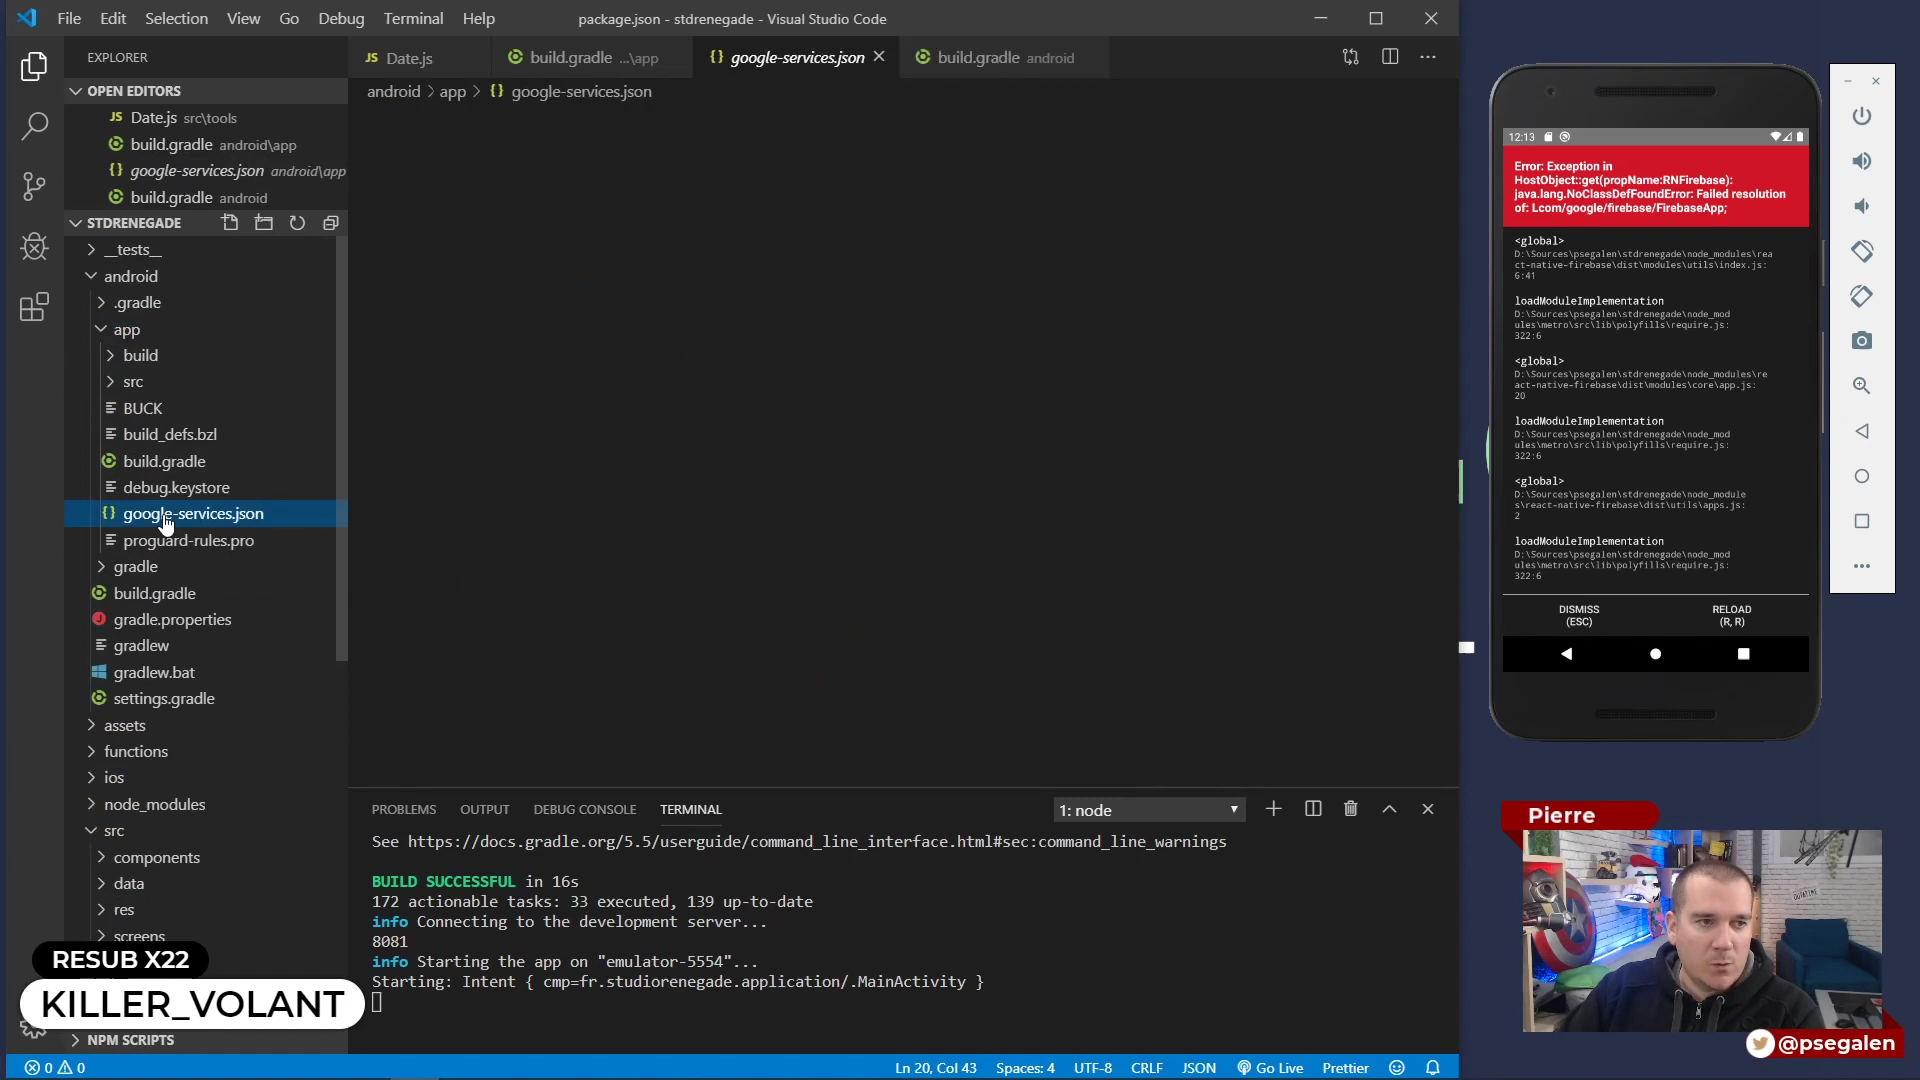 File Edit Selection View Go Debug Terminal Help
package.json - stdrenegade - Visual Studio Code
EXPLORER
OPEN EDITORS
Date.js src\tools
build.gradle android\app
google-services.json android\app
build.gradle android
STDRENEGADE
__tests__
android
.gradle
app
build
src
BUCK
build_defs.bzl
build.gradle
debug.keystore
google-services.json
proguard-rules.pro
gradle
build.gradle
gradle.properties
gradlew
gradlew.bat
settings.gradle
assets
functions
ios
node_modules
src
components
data
res
screens
NPM SCRIPTS
RESUB X22
KILLER_VOLANT
JS Date.js
build.gradle ...\app
{} google-services.json
build.gradle android
android > app > {} google-services.json
PROBLEMS OUTPUT DEBUG CONSOLE TERMINAL
1: node
See https://docs.gradle.org/5.5/userguide/command_line_interface.html#sec:command_line_warnings
BUILD SUCCESSFUL in 16s
172 actionable tasks: 33 executed, 139 up-to-date
info Connecting to the development server...
8081
info Starting the app on "emulator-5554"...
Starting: Intent { cmp=fr.studiorenegade.application/.MainActivity }
0 0
Ln 20, Col 43 Spaces: 4 UTF-8 CRLF JSON Go Live Prettier
12:13
Error: Exception in
HostObject::get(propName:RNFirebase):
java.lang.NoClassDefFoundError: Failed resolution
of: Lcom/google/firebase/FirebaseApp;
<global>
D:\Sources\psegalen\stdrenegade\node_modules\rea
ct-native-firebase\dist\modules\utils\index.js:
6:41
loadModuleImplementation
D:\Sources\psegalen\stdrenegade\node_mod
ules\metro\src\lib\polyfills\require.js:
322:6
<global>
D:\Sources\psegalen\stdrenegade\node_modules\re
act-native-firebase\dist\modules\core\app.js:
20
loadModuleImplementation
D:\Sources\psegalen\stdrenegade\node_mod
ules\metro\src\lib\polyfills\require.js:
322:6
<global>
D:\Sources\psegalen\stdrenegade\node_module
s\react-native-firebase\dist\utils\apps.js:
2
loadModuleImplementation
D:\Sources\psegalen\stdrenegade\node_mod
ules\metro\src\lib\polyfills\require.js:
322:6
DISMISS
(ESC)
RELOAD
(R, R)
Pierre
OUTATIME
@psegalen